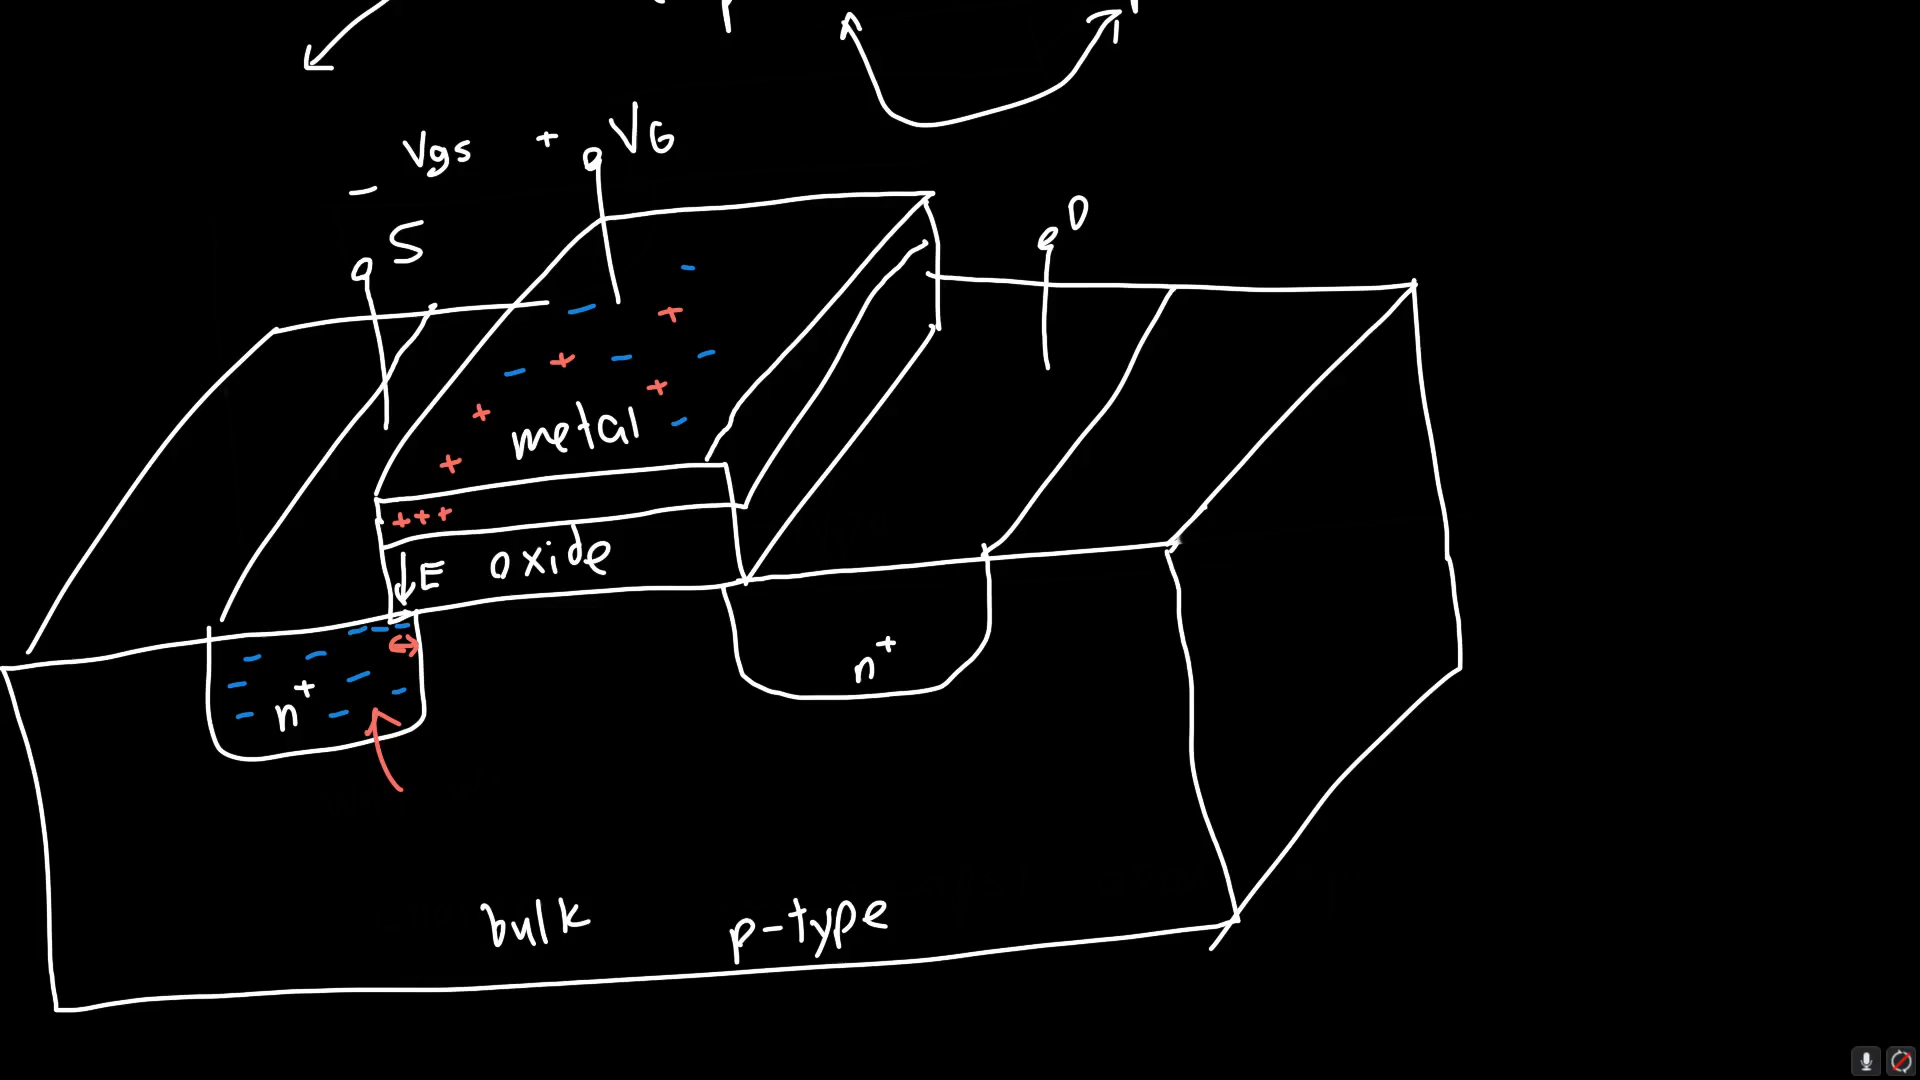 Vgs + VG
−
S
D
− 
− +
− + − −
+ +
metal −
+
+++
E oxide
n+
n+
bulk p-type